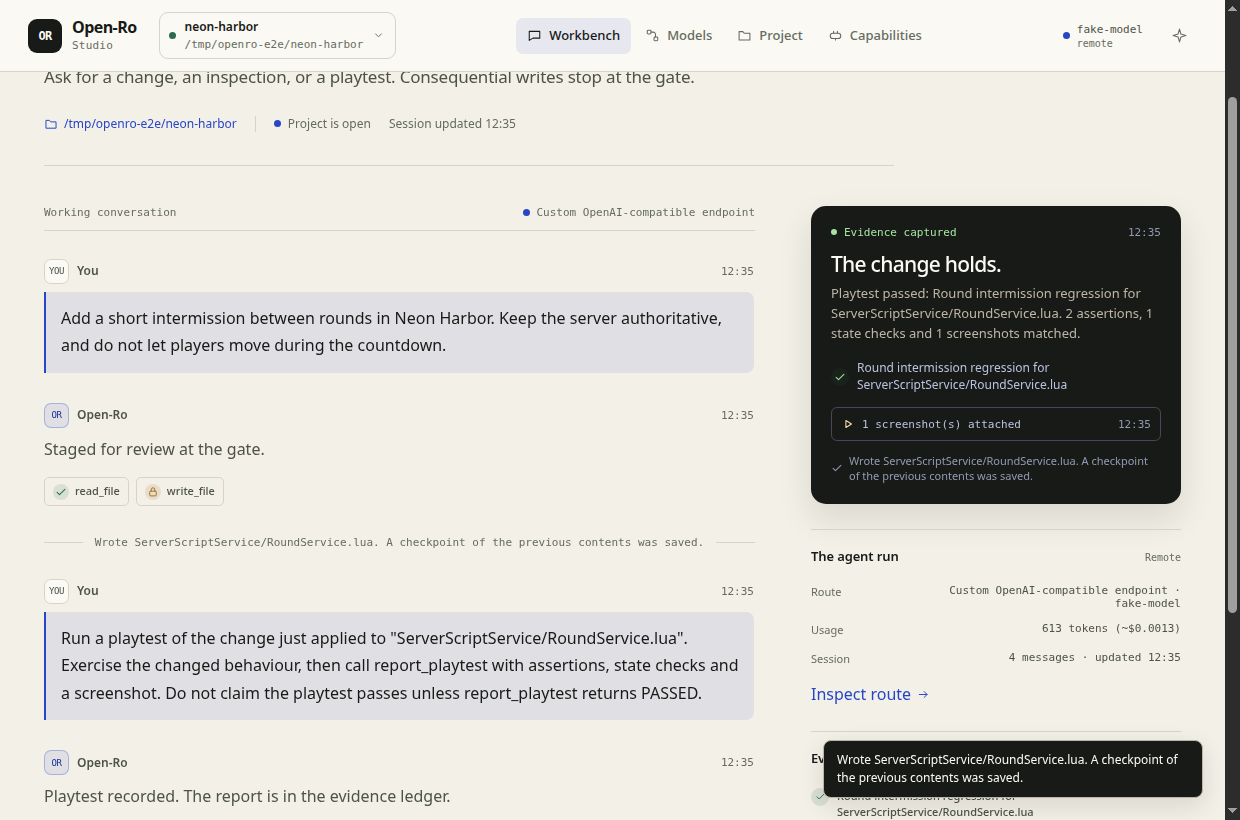 OR
Open-Ro
Studio
neon-harbor
/tmp/openro-e2e/neon-harbor
Workbench
Models
Project
Capabilities
fake-model
remote
Ask for a change, an inspection, or a playtest. Consequential writes stop at the gate.
/tmp/openro-e2e/neon-harbor
Project is open
Session updated 12:35
Working conversation
Custom OpenAI-compatible endpoint
YOU
You
12:35
Add a short intermission between rounds in Neon Harbor. Keep the server authoritative,
and do not let players move during the countdown.
OR
Open-Ro
12:35
Staged for review at the gate.
read_file
write_file
Wrote ServerScriptService/RoundService.lua. A checkpoint of the previous contents was saved.
YOU
You
12:35
Run a playtest of the change just applied to "ServerScriptService/RoundService.lua".
Exercise the changed behaviour, then call report_playtest with assertions, state checks and
a screenshot. Do not claim the playtest passes unless report_playtest returns PASSED.
OR
Open-Ro
12:35
Playtest recorded. The report is in the evidence ledger.
Evidence captured
12:35
The change holds.
Playtest passed: Round intermission regression for
ServerScriptService/RoundService.lua. 2 assertions, 1
state checks and 1 screenshots matched.
Round intermission regression for
ServerScriptService/RoundService.lua
1 screenshot(s) attached
12:35
Wrote ServerScriptService/RoundService.lua. A checkpoint
of the previous contents was saved.
The agent run
Remote
Route
Custom OpenAI-compatible endpoint ·
fake-model
Usage
613 tokens (~$0.0013)
Session
4 messages · updated 12:35
Inspect route →
Wrote ServerScriptService/RoundService.lua. A checkpoint of
the previous contents was saved.
Round intermission regression for
ServerScriptService/RoundService.lua